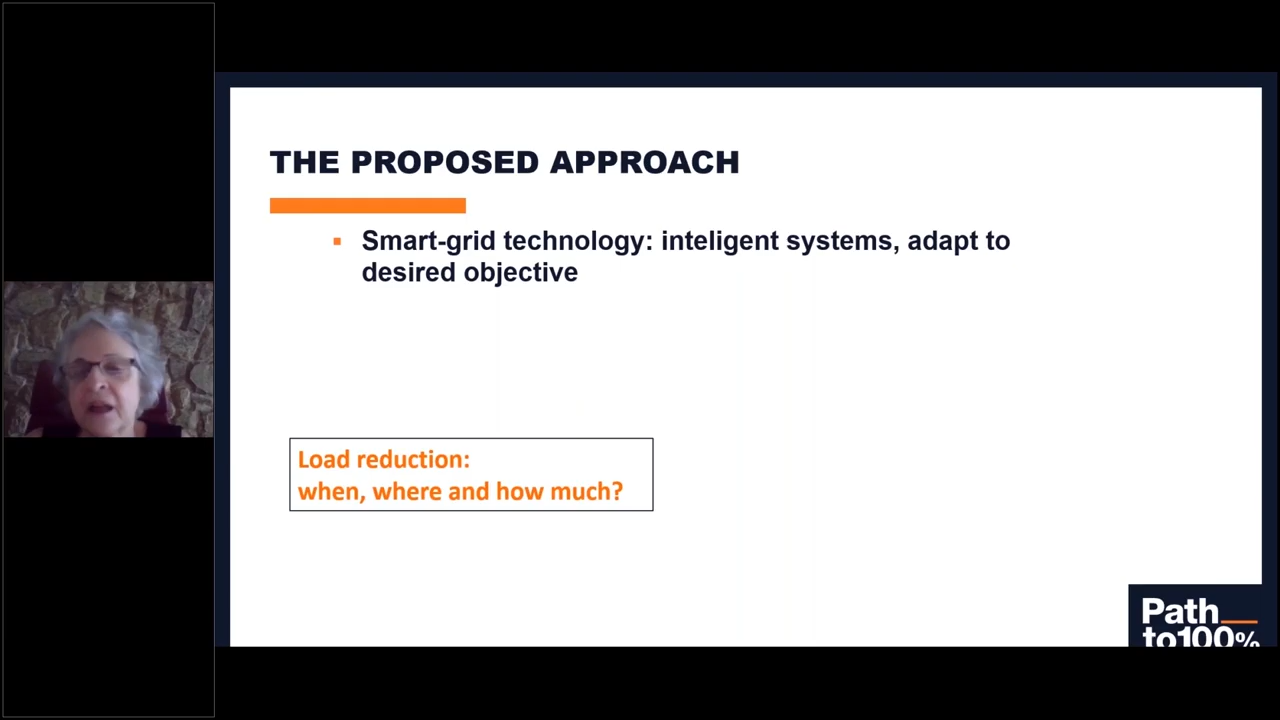 THE PROPOSED APPROACH
▪ Smart-grid technology: inteligent systems, adapt to
desired objective
Load reduction:
when, where and how much?
Path
to100%